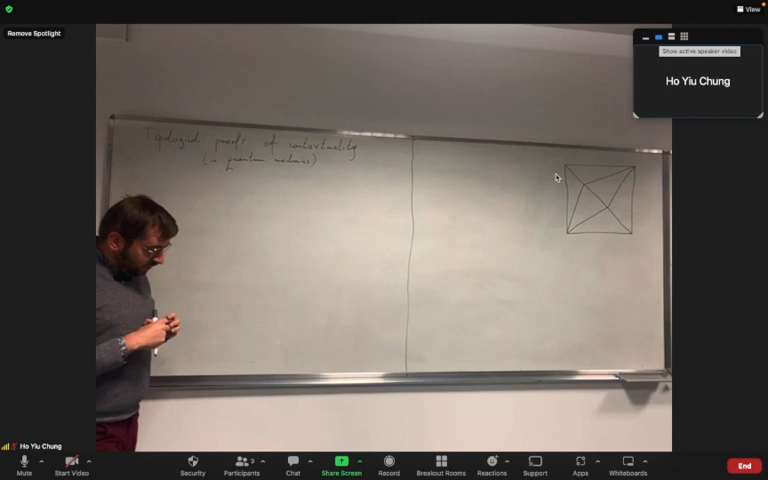 View
Remove Spotlight
Show active speaker video
Ho Yiu Chung
Topological proofs of contextuality
(in quantum mechanics)
Ho Yiu Chung
Mute
Start Video
Security
Participants
3
Chat
Share Screen
Record
Breakout Rooms
Reactions
Support
Apps
Whiteboards
End